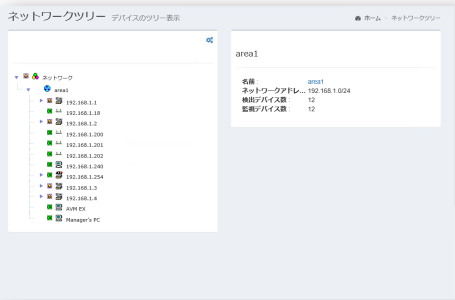 ネットワークツリー デバイスのツリー表示
ホーム > ネットワークツリー
ネットワーク
area1
192.168.1.1
192.168.1.18
192.168.1.2
192.168.1.200
192.168.1.201
192.168.1.202
192.168.1.240
192.168.1.254
192.168.1.3
192.168.1.4
AVM EX
Manager's PC
area1
名前 : area1
ネットワークアドレ... 192.168.1.0/24
検出デバイス数 : 12
監視デバイス数 : 12